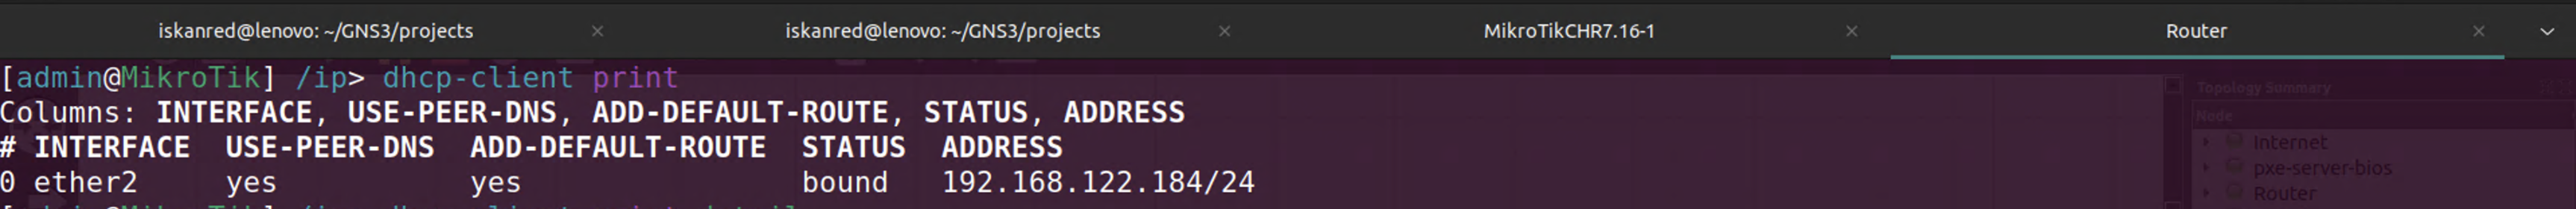 iskanred@lenovo: ~/GNS3/projects × iskanred@lenovo: ~/GNS3/projects × MikroTikCHR7.16-1 × Router ×
[admin@MikroTik] /ip> dhcp-client print
Columns: INTERFACE, USE-PEER-DNS, ADD-DEFAULT-ROUTE, STATUS, ADDRESS
# INTERFACE USE-PEER-DNS ADD-DEFAULT-ROUTE STATUS ADDRESS
0 ether2 yes yes bound 192.168.122.184/24
Topology Summary
Node
Internet
pxe-server-bios
Router